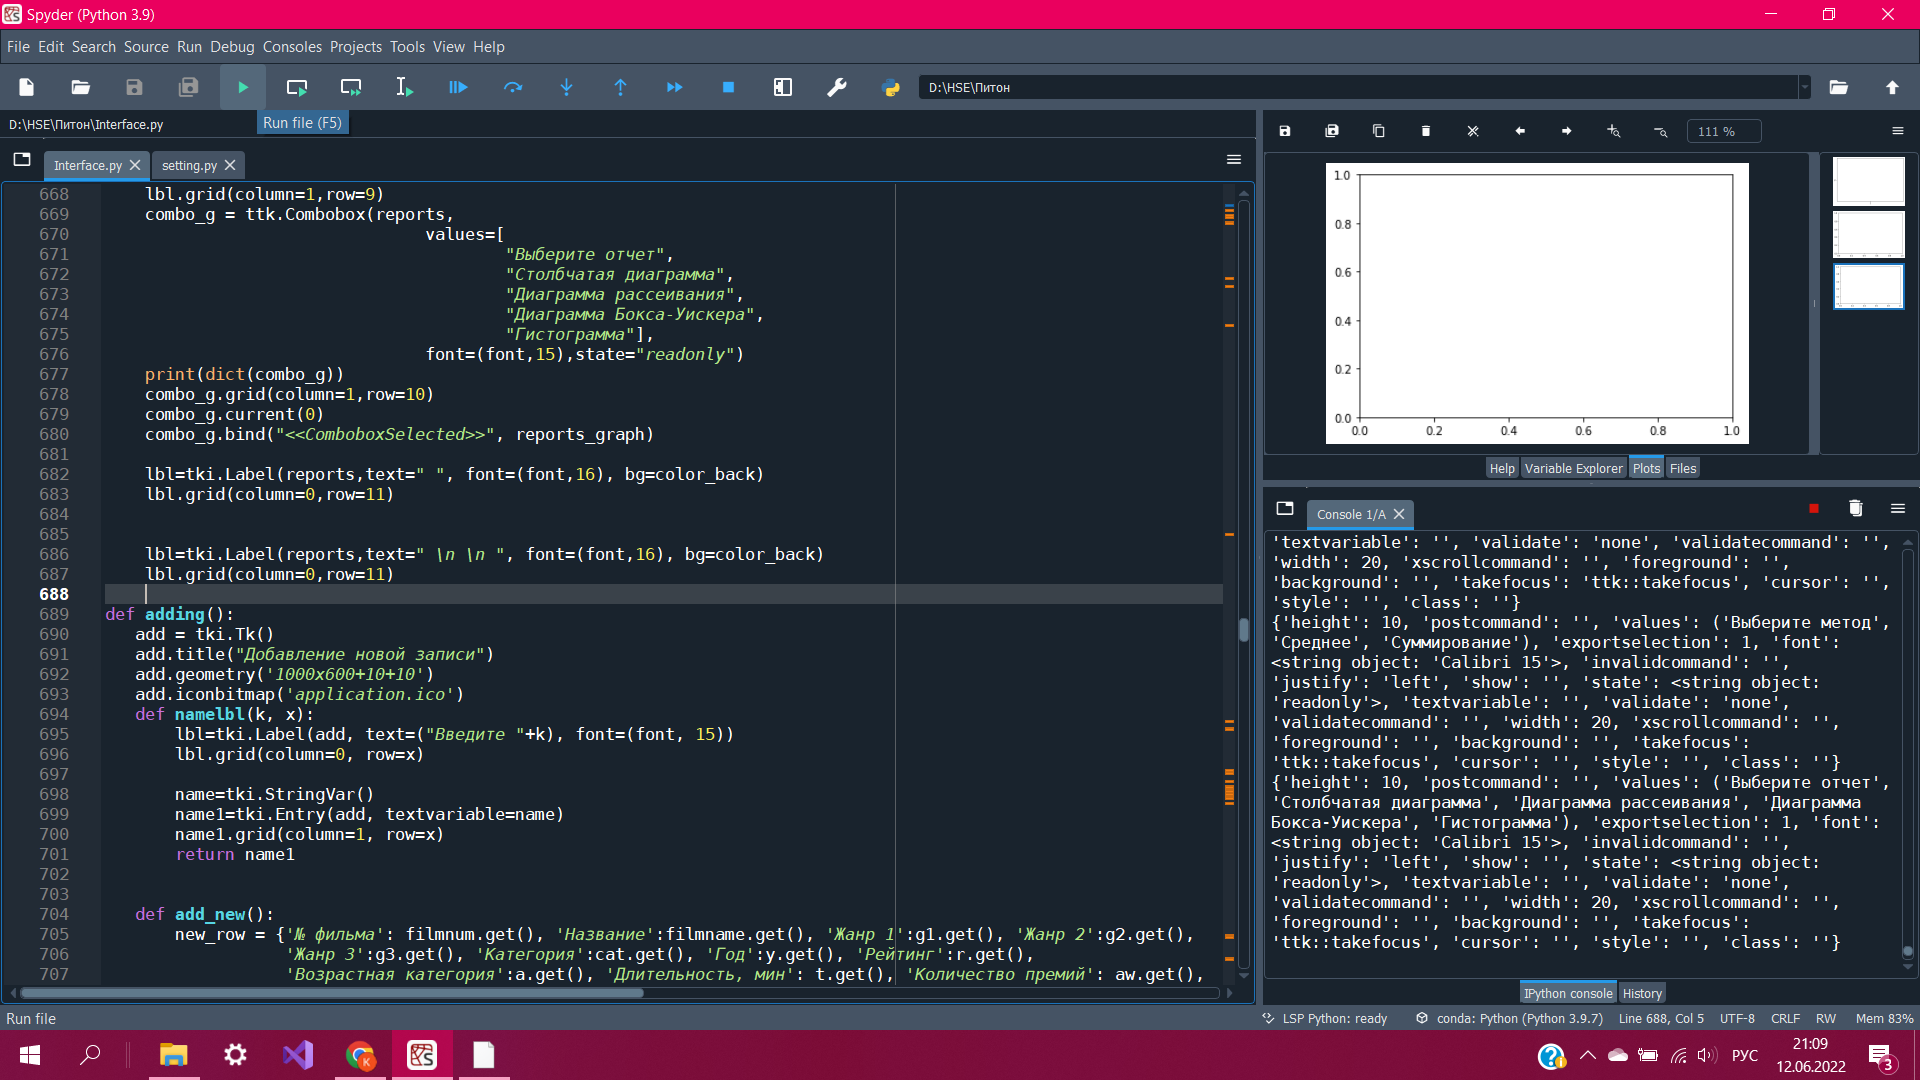 Spyder (Python 3.9)
File Edit Search Source Run Debug Consoles Projects Tools View Help
D:\HSE\Питон
D:\HSE\Питон\Interface.py
Run file (F5)
Interface.py
setting.py
668 lbl.grid(column=1,row=9)
669 combo_g = ttk.Combobox(reports,
670 values=[
671 "Выберите отчет",
672 "Столбчатая диаграмма",
673 "Диаграмма рассеивания",
674 "Диаграмма Бокса-Уискера",
675 "Гистограмма"],
676 font=(font,15),state="readonly")
677 print(dict(combo_g))
678 combo_g.grid(column=1,row=10)
679 combo_g.current(0)
680 combo_g.bind("<<ComboboxSelected>>", reports_graph)
681
682 lbl=tki.Label(reports,text=" ", font=(font,16), bg=color_back)
683 lbl.grid(column=0,row=11)
684
685
686 lbl=tki.Label(reports,text=" \n \n ", font=(font,16), bg=color_back)
687 lbl.grid(column=0,row=11)
688
689 def adding():
690 add = tki.Tk()
691 add.title("Добавление новой записи")
692 add.geometry('1000x600+10+10')
693 add.iconbitmap('application.ico')
694 def namelbl(k, x):
695 lbl=tki.Label(add, text=("Введите "+k), font=(font, 15))
696 lbl.grid(column=0, row=x)
697
698 name=tki.StringVar()
699 name1=tki.Entry(add, textvariable=name)
700 name1.grid(column=1, row=x)
701 return name1
702
703
704 def add_new():
705 new_row = {'№ фильма': filmnum.get(), 'Название':filmname.get(), 'Жанр 1':g1.get(), 'Жанр 2':g2.get(),
706 'Жанр 3':g3.get(), 'Категория':cat.get(), 'Год':y.get(), 'Рейтинг':r.get(),
707 'Возрастная категория':a.get(), 'Длительность, мин': t.get(), 'Количество премий': aw.get(),
111 %
1.0
0.8
0.6
0.4
0.2
0.0
0.0 0.2 0.4 0.6 0.8 1.0
Help Variable Explorer Plots Files
Console 1/A
'textvariable': '', 'validate': 'none', 'validatecommand': '',
'width': 20, 'xscrollcommand': '', 'foreground': '',
'background': '', 'takefocus': 'ttk::takefocus', 'cursor': '',
'style': '', 'class': ''}
{'height': 10, 'postcommand': '', 'values': ('Выберите метод',
'Среднее', 'Суммирование'), 'exportselection': 1, 'font':
<string object: 'Calibri 15'>, 'invalidcommand': '',
'justify': 'left', 'show': '', 'state': <string object:
'readonly'>, 'textvariable': '', 'validate': 'none',
'validatecommand': '', 'width': 20, 'xscrollcommand': '',
'foreground': '', 'background': '', 'takefocus':
'ttk::takefocus', 'cursor': '', 'style': '', 'class': ''}
{'height': 10, 'postcommand': '', 'values': ('Выберите отчет',
'Столбчатая диаграмма', 'Диаграмма рассеивания', 'Диаграмма
Бокса-Уискера', 'Гистограмма'), 'exportselection': 1, 'font':
<string object: 'Calibri 15'>, 'invalidcommand': '',
'justify': 'left', 'show': '', 'state': <string object:
'readonly'>, 'textvariable': '', 'validate': 'none',
'validatecommand': '', 'width': 20, 'xscrollcommand': '',
'foreground': '', 'background': '', 'takefocus':
'ttk::takefocus', 'cursor': '', 'style': '', 'class': ''}
IPython console History
Run file
LSP Python: ready conda: Python (Python 3.9.7) Line 688, Col 5 UTF-8 CRLF RW Mem 83%
РУС
21:09
12.06.2022
3